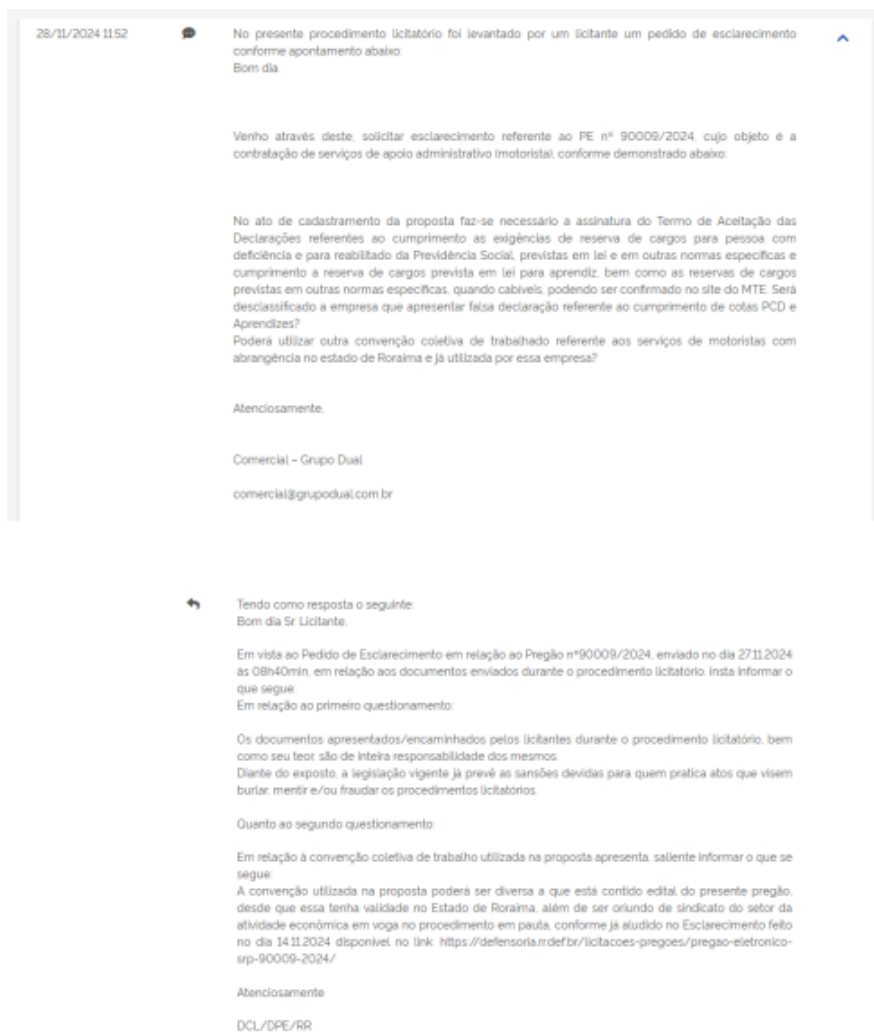 28/11/2024 11:52
No presente procedimento licitatório foi levantado por um licitante um pedido de esclarecimento
conforme apontamento abaixo:
Bom dia.
Venho através deste, solicitar esclarecimento referente ao PE nº 90009/2024, cujo objeto é a
contratação de serviços de apoio administrativo (motorista), conforme demonstrado abaixo:
No ato de cadastramento da proposta faz-se necessário a assinatura do Termo de Aceitação das
Declarações referentes ao cumprimento as exigências de reserva de cargos para pessoa com
deficiência e para reabilitado da Previdência Social, previstas em lei e em outras normas específicas e
cumprimento a reserva de cargos prevista em lei para aprendiz, bem como as reservas de cargos
previstas em outras normas específicas, quando cabíveis, podendo ser confirmado no site do MTE. Será
desclassificado a empresa que apresentar falsa declaração referente ao cumprimento de cotas PCD e
Aprendizes?
Poderá utilizar outra convenção coletiva de trabalhado referente aos serviços de motoristas com
abrangência no estado de Roraima e já utilizada por essa empresa?
Atenciosamente,
Comercial – Grupo Dual
comercial@grupodual.com.br
Tendo como resposta o seguinte:
Bom dia Sr. Licitante,
Em vista ao Pedido de Esclarecimento em relação ao Pregão nº90009/2024, enviado no dia 27.11.2024
às 08h40min, em relação aos documentos enviados durante o procedimento licitatório, insta informar o
que segue:
Em relação ao primeiro questionamento:
Os documentos apresentados/encaminhados pelos licitantes durante o procedimento licitatório, bem
como seu teor, são de inteira responsabilidade dos mesmos.
Diante do exposto, a legislação vigente já prevê as sansões devidas para quem pratica atos que visem
burlar, mentir e/ou fraudar os procedimentos licitatórios.
Quanto ao segundo questionamento:
Em relação à convenção coletiva de trabalho utilizada na proposta apresenta, saliente informar o que se
segue:
A convenção utilizada na proposta poderá ser diversa a que está contido edital do presente pregão,
desde que essa tenha validade no Estado de Roraima, além de ser oriundo de sindicato do setor da
atividade econômica em voga no procedimento em pauta, conforme já aludido no Esclarecimento feito
no dia 14.11.2024 disponível no link: https://defensoria.rr.def.br/licitacoes-pregoes/pregao-eletronico-
srp-90009-2024/
Atenciosamente
DCL/DPE/RR